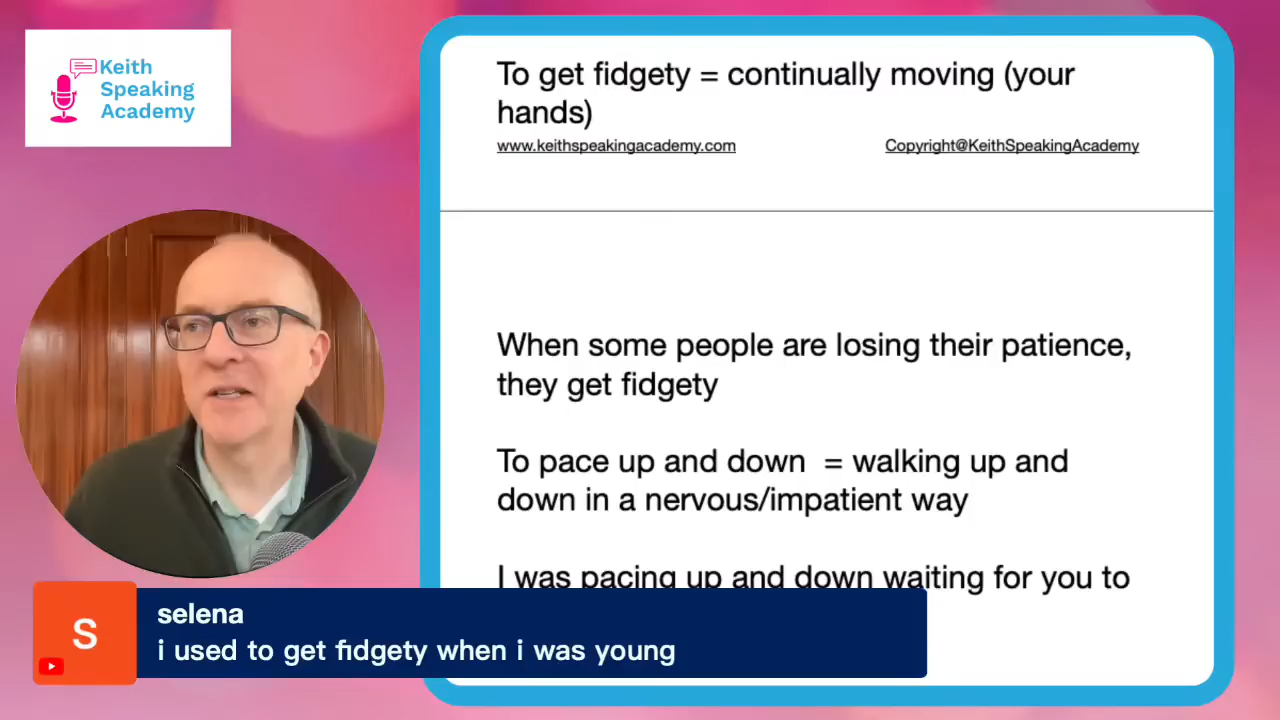 Keith
Speaking
Academy
To get fidgety = continually moving (your
hands)
www.keithspeakingacademy.com
Copyright@KeithSpeakingAcademy
When some people are losing their patience,
they get fidgety
To pace up and down = walking up and
down in a nervous/impatient way
I was pacing up and down waiting for you to
S
selena
i used to get fidgety when i was young